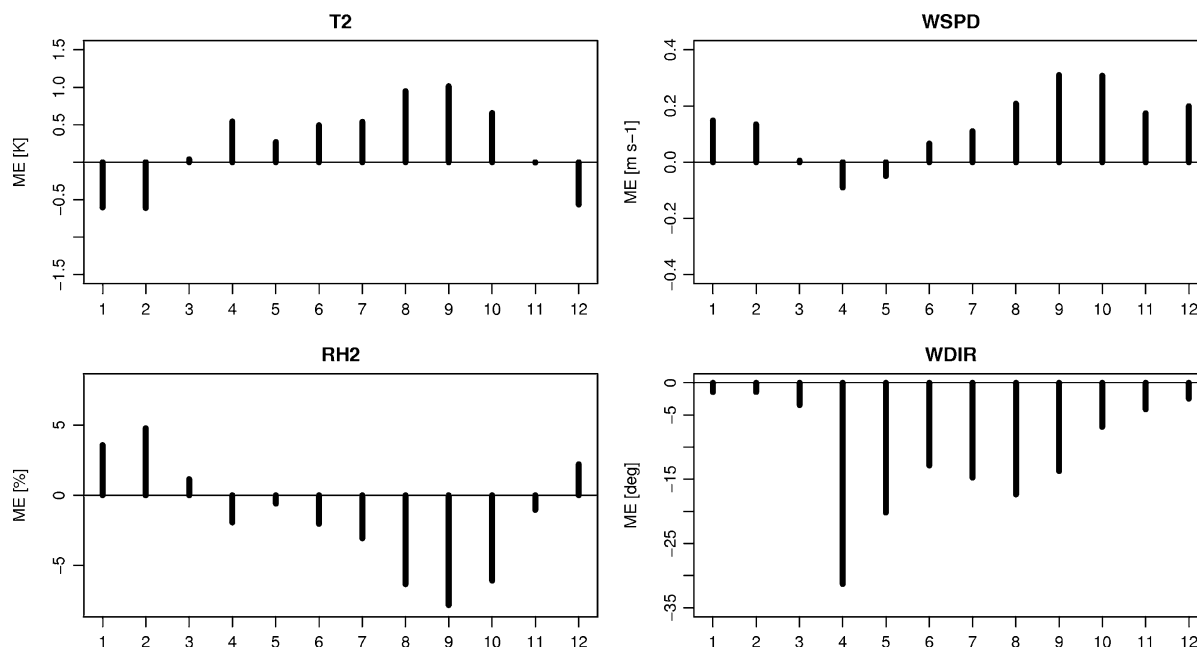 T2
ME [K]
1.5
1.0
0.5
−0.5
−1.5
1 2 3 4 5 6 7 8 9 10 11 12
WSPD
ME [m s−1]
0.4
0.2
0.0
−0.2
−0.4
1 2 3 4 5 6 7 8 9 10 11 12
RH2
ME [%]
5
0
−5
1 2 3 4 5 6 7 8 9 10 11 12
WDIR
ME [deg]
0
−5
−15
−25
−35
1 2 3 4 5 6 7 8 9 10 11 12